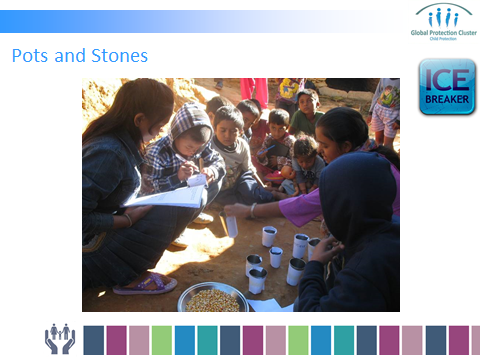 Global Protection Cluster
Child Protection
Pots and Stones
ICE
BREAKER